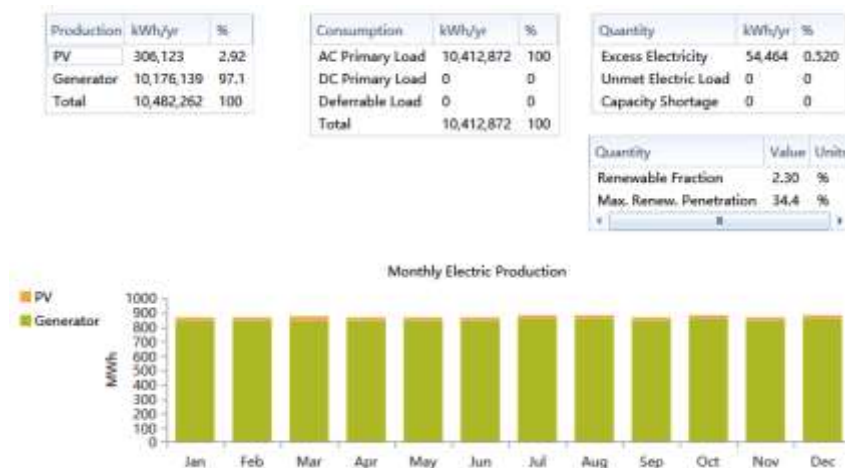 Production kWh/yr %
PV 306,123 2.92
Generator 10,176,139 97.1
Total 10,482,262 100
Consumption kWh/yr %
AC Primary Load 10,412,872 100
DC Primary Load 0 0
Deferrable Load 0 0
Total 10,412,872 100
Quantity kWh/yr %
Excess Electricity 54,464 0.520
Unmet Electric Load 0 0
Capacity Shortage 0 0
Quantity Value Units
Renewable Fraction 2.30 %
Max. Renew. Penetration 34.4 %
Monthly Electric Production
PV
Generator
MWh
1000
900
800
700
600
500
400
300
200
100
0
Jan Feb Mar Apr May Jun Jul Aug Sep Oct Nov Dec